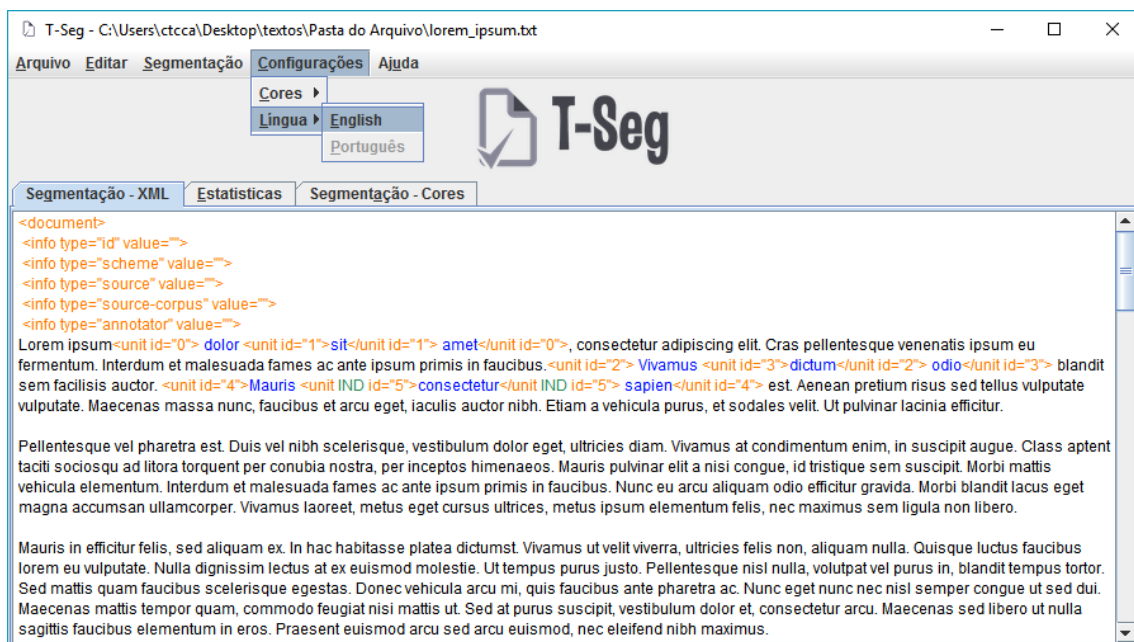 T-Seg - C:\Users\ctcca\Desktop\textos\Pasta do Arquivo\lorem_ipsum.txt
Arquivo Editar Segmentação Configurações Ajuda
Cores
Língua English
Português
T-Seg
Segmentação - XML Estatisticas Segmentação - Cores
<document>
<info type="id" value="">
<info type="scheme" value="">
<info type="source" value="">
<info type="source-corpus" value="">
<info type="annotator" value="">
Lorem ipsum<unit id="0"> dolor <unit id="1">sit</unit id="1"> amet</unit id="0">, consectetur adipiscing elit. Cras pellentesque venenatis ipsum eu
fermentum. Interdum et malesuada fames ac ante ipsum primis in faucibus.<unit id="2"> Vivamus <unit id="3">dictum</unit id="2"> odio</unit id="3"> blandit
sem facilisis auctor. <unit id="4">Mauris <unit IND id="5">consectetur</unit IND id="5"> sapien</unit id="4"> est. Aenean pretium risus sed tellus vulputate
vulputate. Maecenas massa nunc, faucibus et arcu eget, iaculis auctor nibh. Etiam a vehicula purus, et sodales velit. Ut pulvinar lacinia efficitur.
Pellentesque vel pharetra est. Duis vel nibh scelerisque, vestibulum dolor eget, ultricies diam. Vivamus at condimentum enim, in suscipit augue. Class aptent
taciti sociosqu ad litora torquent per conubia nostra, per inceptos himenaeos. Mauris pulvinar elit a nisi congue, id tristique sem suscipit. Morbi mattis
vehicula elementum. Interdum et malesuada fames ac ante ipsum primis in faucibus. Nunc eu arcu aliquam odio efficitur gravida. Morbi blandit lacus eget
magna accumsan ullamcorper. Vivamus laoreet, metus eget cursus ultrices, metus ipsum elementum felis, nec maximus sem ligula non libero.
Mauris in efficitur felis, sed aliquam ex. In hac habitasse platea dictumst. Vivamus ut velit viverra, ultricies felis non, aliquam nulla. Quisque luctus faucibus
lorem eu vulputate. Nulla dignissim lectus at ex euismod molestie. Ut tempus purus justo. Pellentesque nisl nulla, volutpat vel purus in, blandit tempus tortor.
Sed mattis quam faucibus scelerisque egestas. Donec vehicula arcu mi, quis faucibus ante pharetra ac. Nunc eget nunc nec nisl semper congue ut sed dui.
Maecenas mattis tempor quam, commodo feugiat nisi mattis ut. Sed at purus suscipit, vestibulum dolor et, consectetur arcu. Maecenas sed libero ut nulla
sagittis faucibus elementum in eros. Praesent euismod arcu sed arcu euismod, nec eleifend nibh maximus.